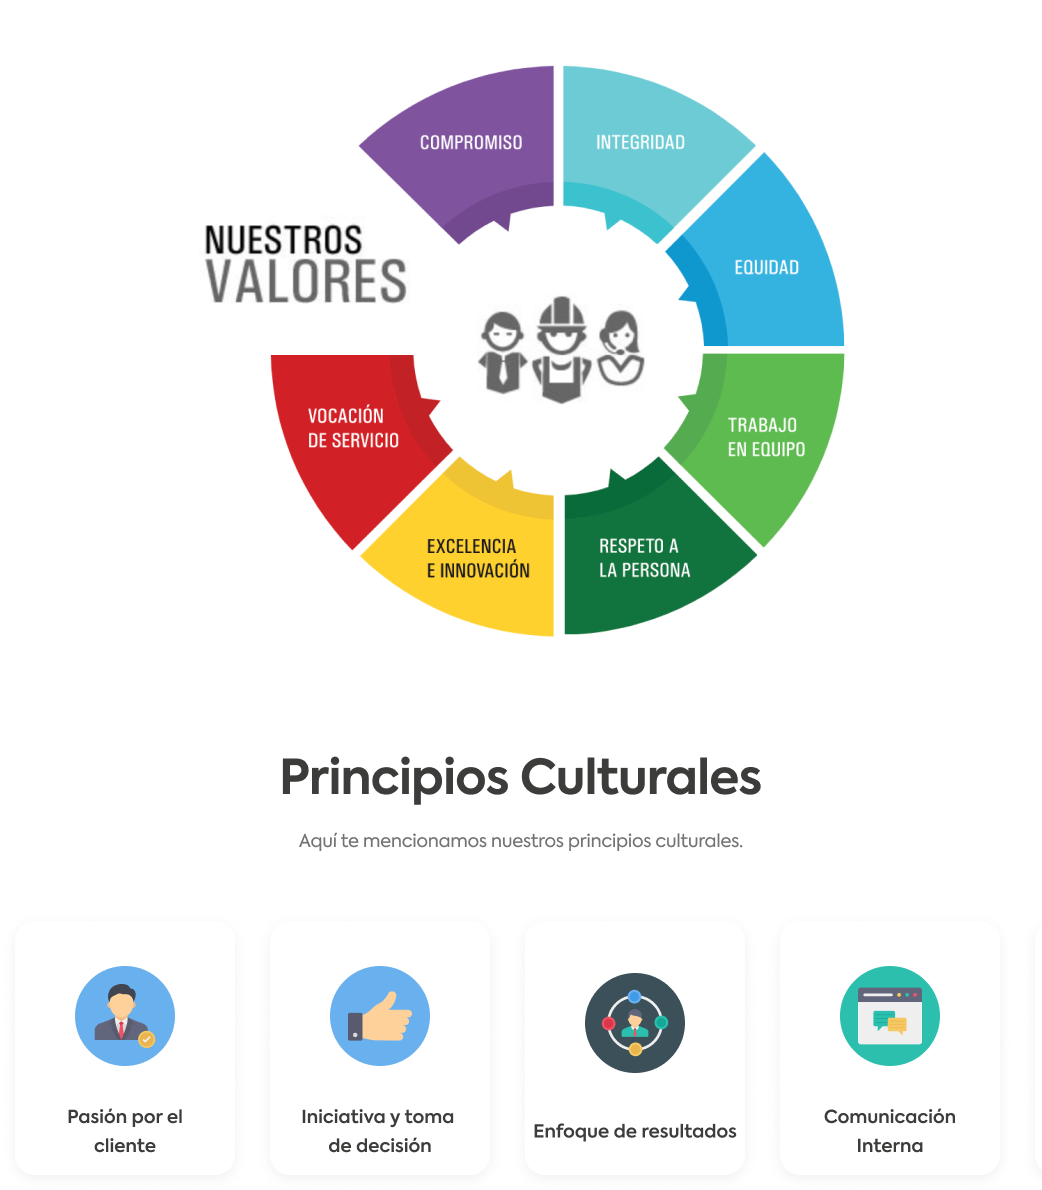 NUESTROS
VALORES
COMPROMISO
INTEGRIDAD
EQUIDAD
TRABAJO
EN EQUIPO
RESPETO A
LA PERSONA
EXCELENCIA
E INNOVACIÓN
VOCACIÓN
DE SERVICIO
Principios Culturales
Aquí te mencionamos nuestros principios culturales.
Pasión por el
cliente
Iniciativa y toma
de decisión
Enfoque de resultados
Comunicación
Interna